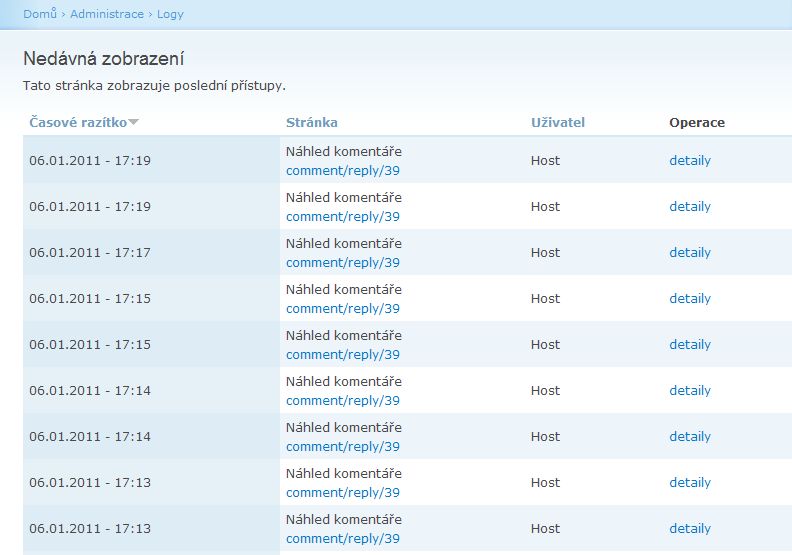 Domů › Administrace › Logy
Nedávná zobrazení
Tato stránka zobrazuje poslední přístupy.
Časové razítko Stránka Uživatel Operace
06.01.2011 - 17:19 Náhled komentáře Host detaily
comment/reply/39
06.01.2011 - 17:19 Náhled komentáře Host detaily
comment/reply/39
06.01.2011 - 17:17 Náhled komentáře Host detaily
comment/reply/39
06.01.2011 - 17:15 Náhled komentáře Host detaily
comment/reply/39
06.01.2011 - 17:15 Náhled komentáře Host detaily
comment/reply/39
06.01.2011 - 17:14 Náhled komentáře Host detaily
comment/reply/39
06.01.2011 - 17:14 Náhled komentáře Host detaily
comment/reply/39
06.01.2011 - 17:13 Náhled komentáře Host detaily
comment/reply/39
06.01.2011 - 17:13 Náhled komentáře Host detaily
comment/reply/39